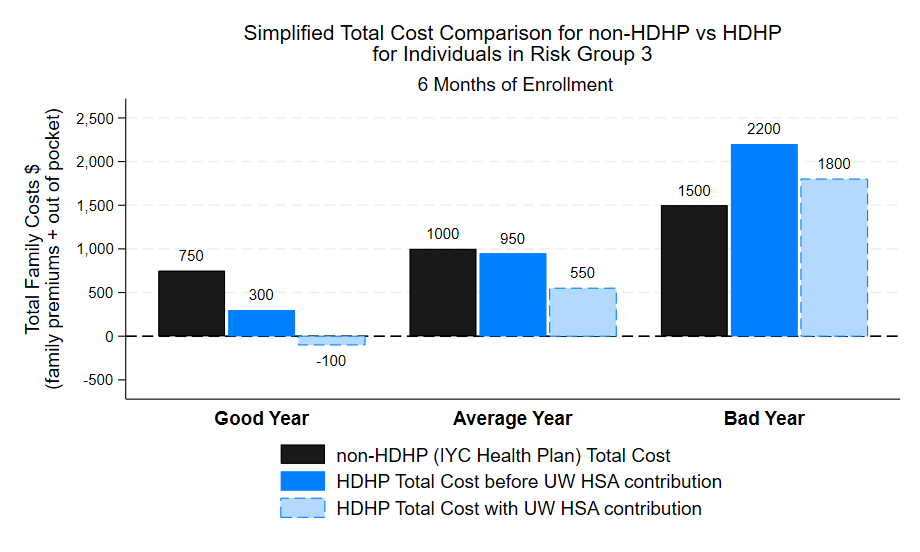 Simplified Total Cost Comparison for non-HDHP vs HDHP
for Individuals in Risk Group 3
6 Months of Enrollment
Total Family Costs $
(family premiums + out of pocket)
2,500
2,000
1,500
1,000
500
0
-500
750
300
-100
1000
950
550
1500
2200
1800
Good Year
Average Year
Bad Year
non-HDHP (IYC Health Plan) Total Cost
HDHP Total Cost before UW HSA contribution
HDHP Total Cost with UW HSA contribution